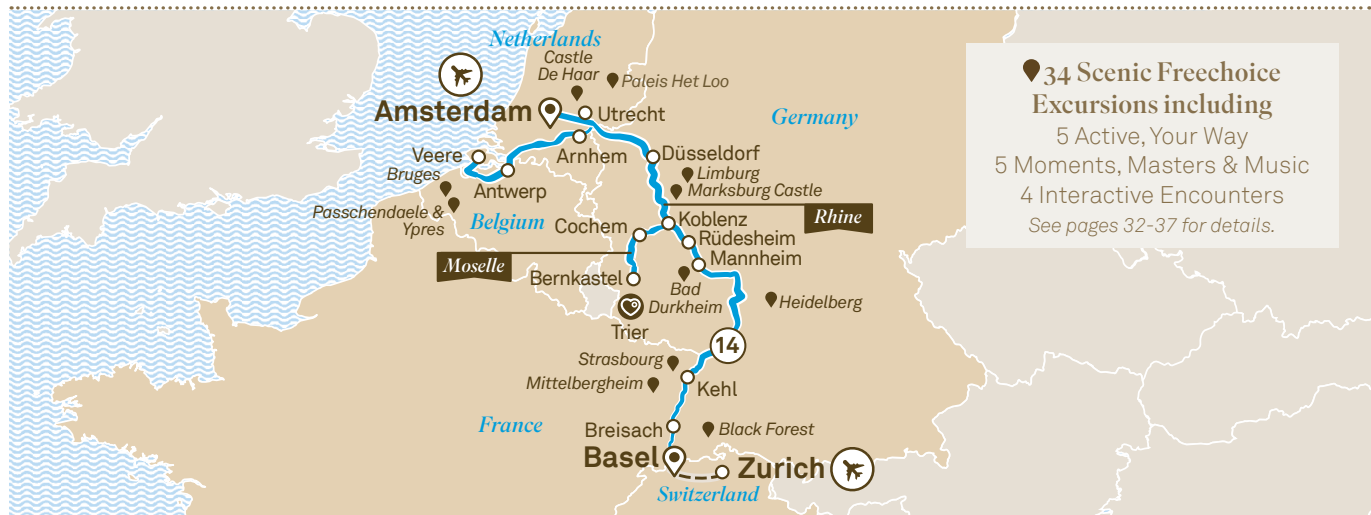 Netherlands
Castle
De Haar
Paleis Het Loo
Amsterdam
Utrecht
Germany
Veere
Bruges
Arnhem
Düsseldorf
Antwerp
Limburg
Marksburg Castle
Passchendaele &
Ypres
Belgium
Cochem
Koblenz
Rhine
Rüdesheim
Mannheim
Moselle
Bernkastel
Bad
Durkheim
Heidelberg
Trier
14
Strasbourg
Mittelbergheim
Kehl
France
Breisach
Black Forest
Basel
Zurich
Switzerland
34 Scenic Freechoice
Excursions including
5 Active, Your Way
5 Moments, Masters & Music
4 Interactive Encounters
See pages 32-37 for details.